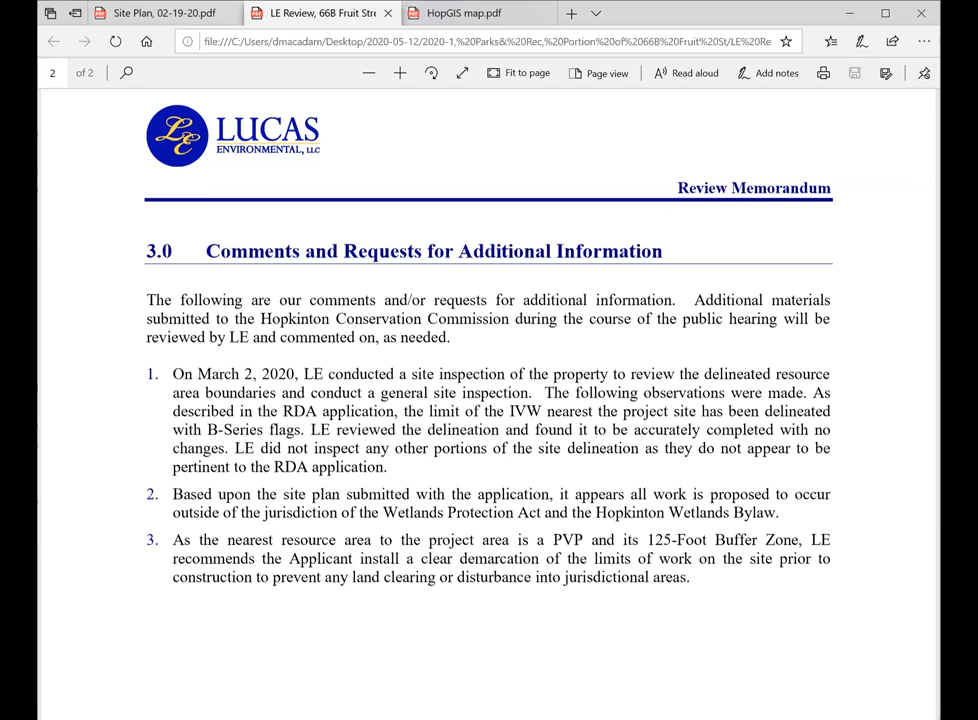 Site Plan, 02-19-20.pdf
LE Review, 66B Fruit Stre
HopGIS map.pdf
file:///C:/Users/dmacadam/Desktop/2020-05-12/2020-1,%20Parks&%20Rec,%20Portion%20of%2066B%20Fruit%20St/LE%20Re
2 of 2
Fit to page
Page view
Read aloud
Add notes
LE
LUCAS
ENVIRONMENTAL, LLC
Review Memorandum
3.0 Comments and Requests for Additional Information
The following are our comments and/or requests for additional information. Additional materials
submitted to the Hopkinton Conservation Commission during the course of the public hearing will be
reviewed by LE and commented on, as needed.
1. On March 2, 2020, LE conducted a site inspection of the property to review the delineated resource
area boundaries and conduct a general site inspection. The following observations were made. As
described in the RDA application, the limit of the IVW nearest the project site has been delineated
with B-Series flags. LE reviewed the delineation and found it to be accurately completed with no
changes. LE did not inspect any other portions of the site delineation as they do not appear to be
pertinent to the RDA application.
2. Based upon the site plan submitted with the application, it appears all work is proposed to occur
outside of the jurisdiction of the Wetlands Protection Act and the Hopkinton Wetlands Bylaw.
3. As the nearest resource area to the project area is a PVP and its 125-Foot Buffer Zone, LE
recommends the Applicant install a clear demarcation of the limits of work on the site prior to
construction to prevent any land clearing or disturbance into jurisdictional areas.